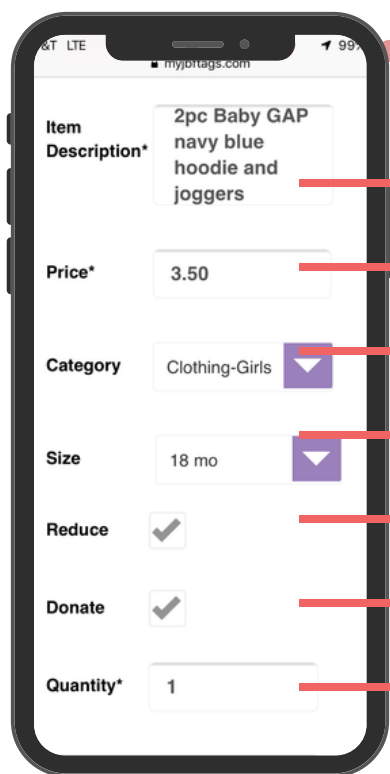 &T LTE 99%
myjbftags.com
Item
Description*
2pc Baby GAP
navy blue
hoodie and
joggers
Price*
3.50
Category
Clothing-Girls
Size
18 mo
Reduce
Donate
Quantity*
1